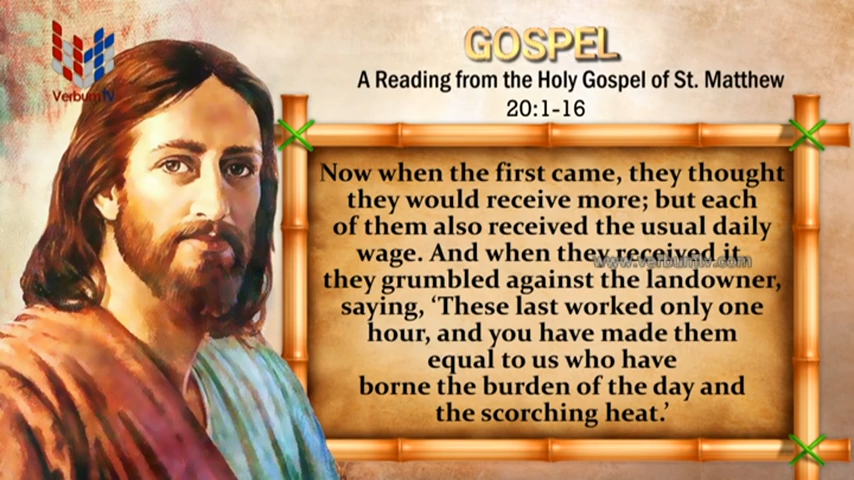 VerbumTV
GOSPEL
A Reading from the Holy Gospel of St. Matthew
20:1-16
Now when the first came, they thought
they would receive more; but each
of them also received the usual daily
wage. And when they received it,
www.verbumtv.com
they grumbled against the landowner,
saying, ‘These last worked only one
hour, and you have made them
equal to us who have
borne the burden of the day and
the scorching heat.’